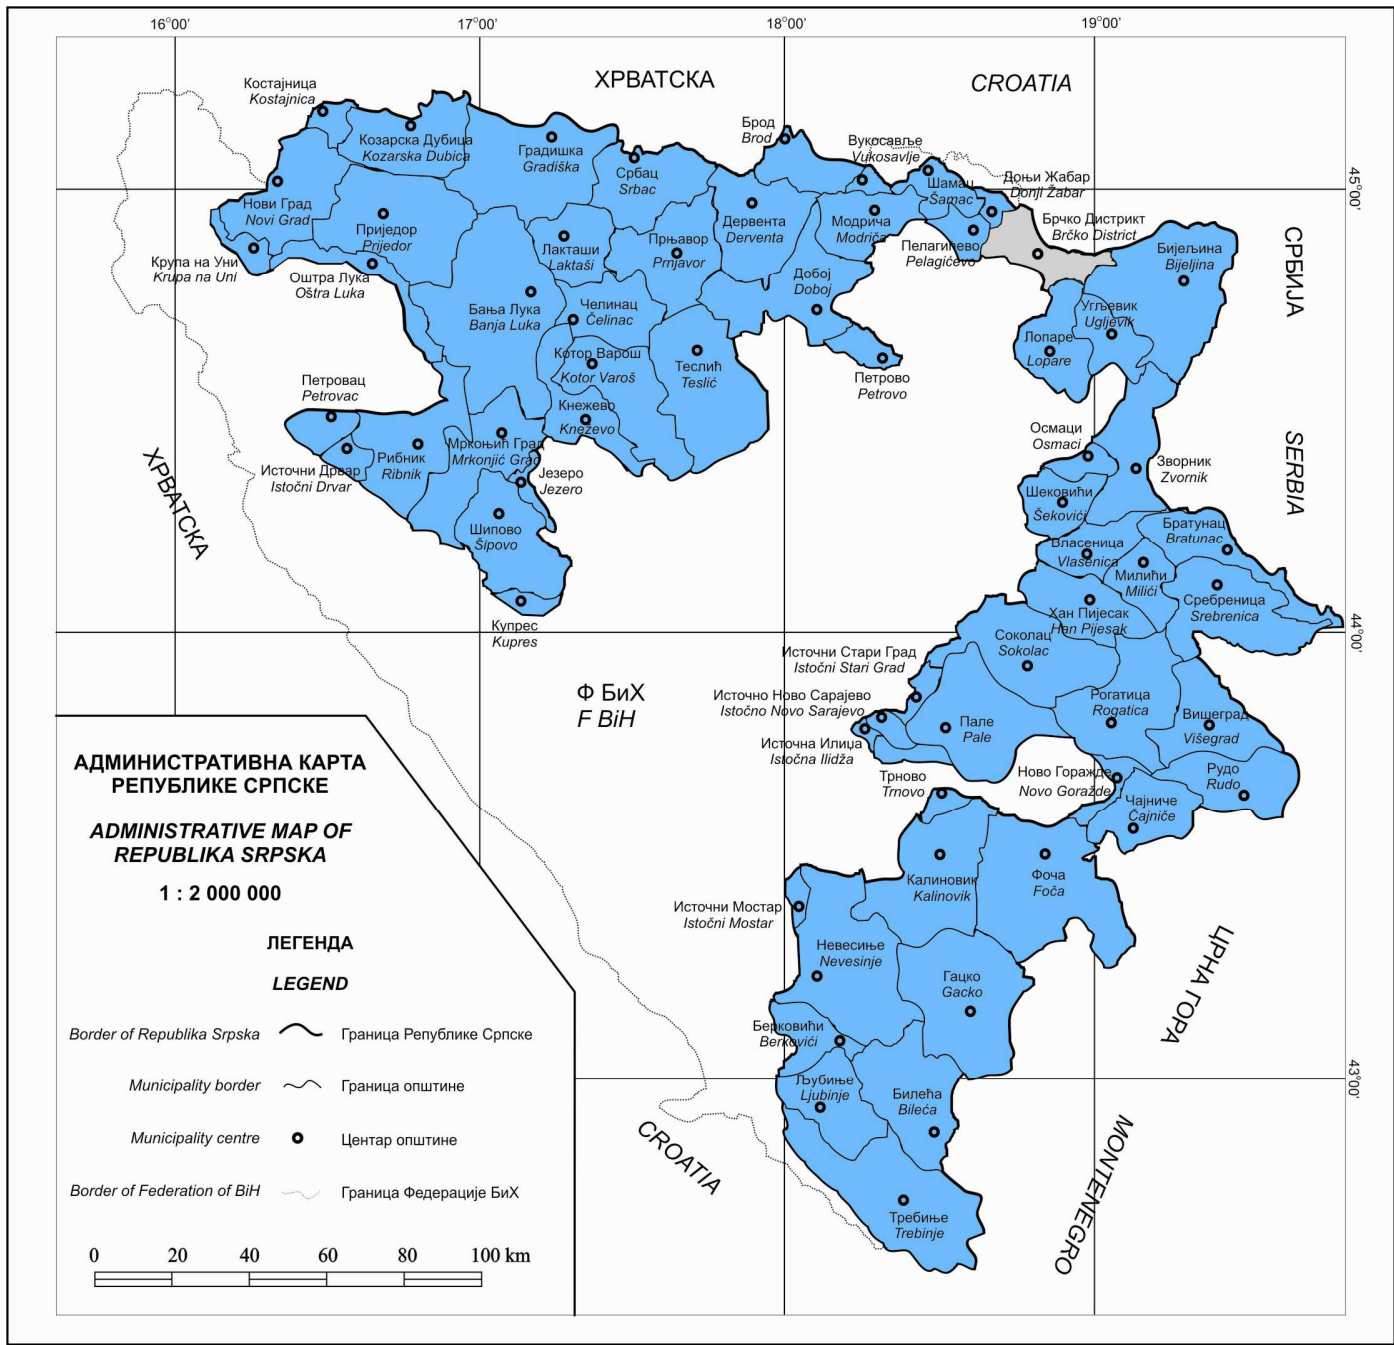 16°00'
17°00'
18°00'
19°00'
ХРВАТСКА
CROATIA
Костајница
Kostajnica
Козарска Дубица
Kozarska Dubica
Градишка
Gradiška
Србац
Srbac
Брод
Brod
Вукосавље
Vukosavlje
Шамац
Šamac
Доњи Жабар
Donji Žabar
45°00'
Нови Град
Novi Grad
Приједор
Prijedor
Лакташи
Laktaši
Прњавор
Prnjavor
Дервента
Derventa
Модрича
Modriča
Пелагићево
Pelagićevo
Брчко Дистрикт
Brčko District
Бијељина
Bijeljina
СРБИЈА
Крупа на Уни
Krupa na Uni
Оштра Лука
Oštra Luka
Бања Лука
Banja Luka
Челинац
Čelinac
Добој
Doboj
Угљевик
Ugljevik
Лопаре
Lopare
Котор Варош
Kotor Varoš
Теслић
Teslić
Петрово
Petrovo
Петровац
Petrovac
Кнежево
Kneževo
Источни Дрвар
Istočni Drvar
Рибник
Ribnik
Мркоњић Град
Mrkonjić Grad
Језеро
Jezero
Осмаци
Osmaci
Зворник
Zvornik
SERBIA
ХРВАТСКА
Шипово
Šipovo
Шековићи
Šekovići
Братунац
Bratunac
Власеница
Vlasenica
Милићи
Milići
Сребреница
Srebrenica
Купрес
Kupres
Хан Пијесак
Han Pijesak
44°00'
Соколац
Sokolac
Источни Стари Град
Istočni Stari Grad
Ф БиХ
F BiH
Источно Ново Сарајево
Istočno Novo Sarajevo
Пале
Pale
Рогатица
Rogatica
Вишеград
Višegrad
Источна Илиџа
Istočna Ilidža
Трново
Trnovo
Ново Горажде
Novo Goražde
Рудо
Rudo
Чајниче
Čajniče
Калиновик
Kalinovik
Фоча
Foča
Источни Мостар
Istočni Mostar
Невесиње
Nevesinje
Гацко
Gacko
ЦРНА ГОРА
Берковићи
Berkovići
43°00'
Љубиње
Ljubinje
Билећа
Bileća
CROATIA
MONTENEGRO
Требиње
Trebinje
АДМИНИСТРАТИВНА КАРТА
РЕПУБЛИКЕ СРПСКЕ
ADMINISTRATIVE MAP OF
REPUBLIKA SRPSKA
1 : 2 000 000
ЛЕГЕНДА
LEGEND
Border of Republika Srpska Граница Републике Српске
Municipality border Граница општине
Municipality centre Центар општине
Border of Federation of BiH Граница Федерације БиХ
0 20 40 60 80 100 km